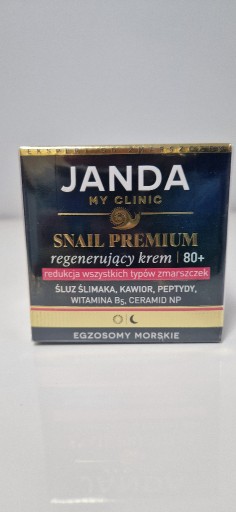 JANDA
MY CLINIC
SNAIL PREMIUM
regenerujący krem | 80+
redukcja wszystkich typów zmarszczek
ŚLUZ ŚLIMAKA, KAWIOR, PEPTYDY,
WITAMINA B₅, CERAMID NP
EGZOSOMY MORSKIE